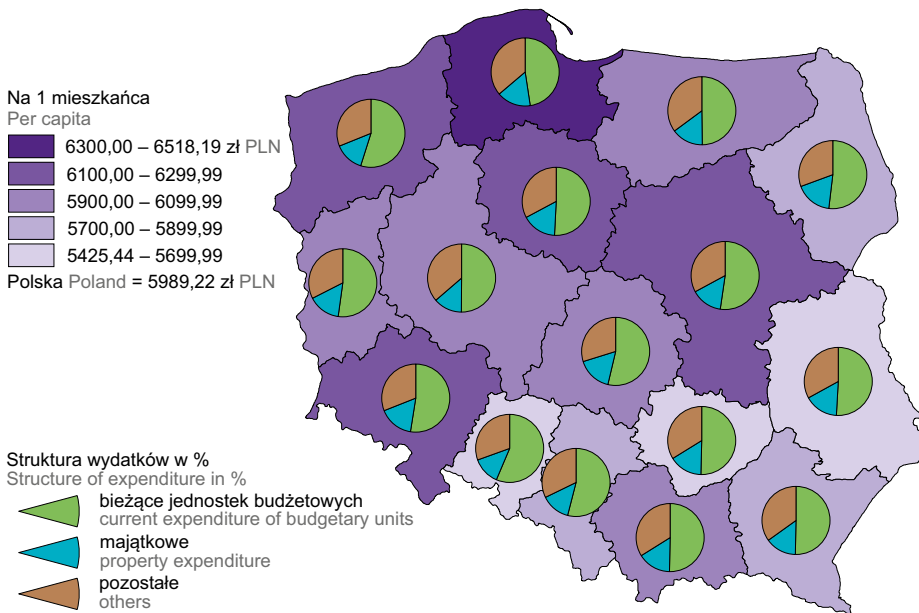 Na 1 mieszkańca
Per capita
6300,00 – 6518,19 zł PLN
6100,00 – 6299,99
5900,00 – 6099,99
5700,00 – 5899,99
5425,44 – 5699,99
Polska Poland = 5989,22 zł PLN
Struktura wydatków w %
Structure of expenditure in %
bieżące jednostek budżetowych
current expenditure of budgetary units
majątkowe
property expenditure
pozostałe
others